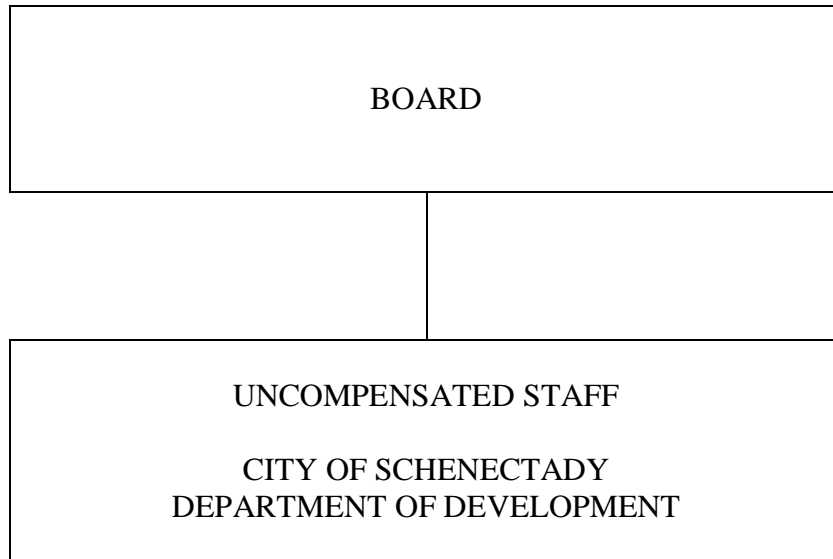 BOARD
UNCOMPENSATED STAFF
CITY OF SCHENECTADY
DEPARTMENT OF DEVELOPMENT